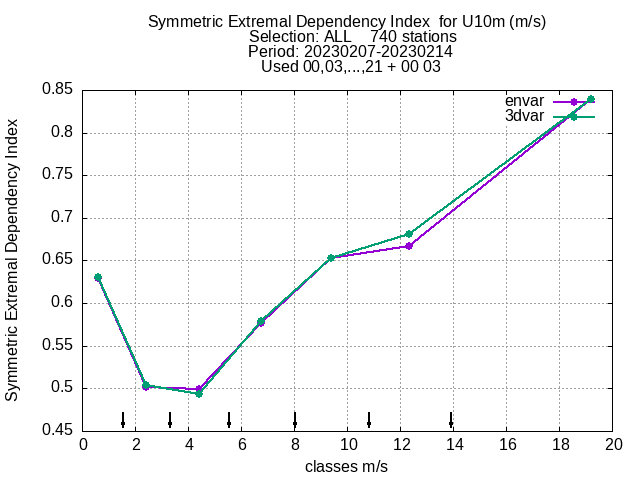 Symmetric Extremal Dependency Index  for U10m (m/s)
Selection: ALL    740 stations
Period: 20230207-20230214
Used 00,03,...,21 + 00 03
envar
3dvar
Symmetric Extremal Dependency Index
0.85
0.8
0.75
0.7
0.65
0.6
0.55
0.5
0.45
0 2 4 6 8 10 12 14 16 18 20
classes m/s